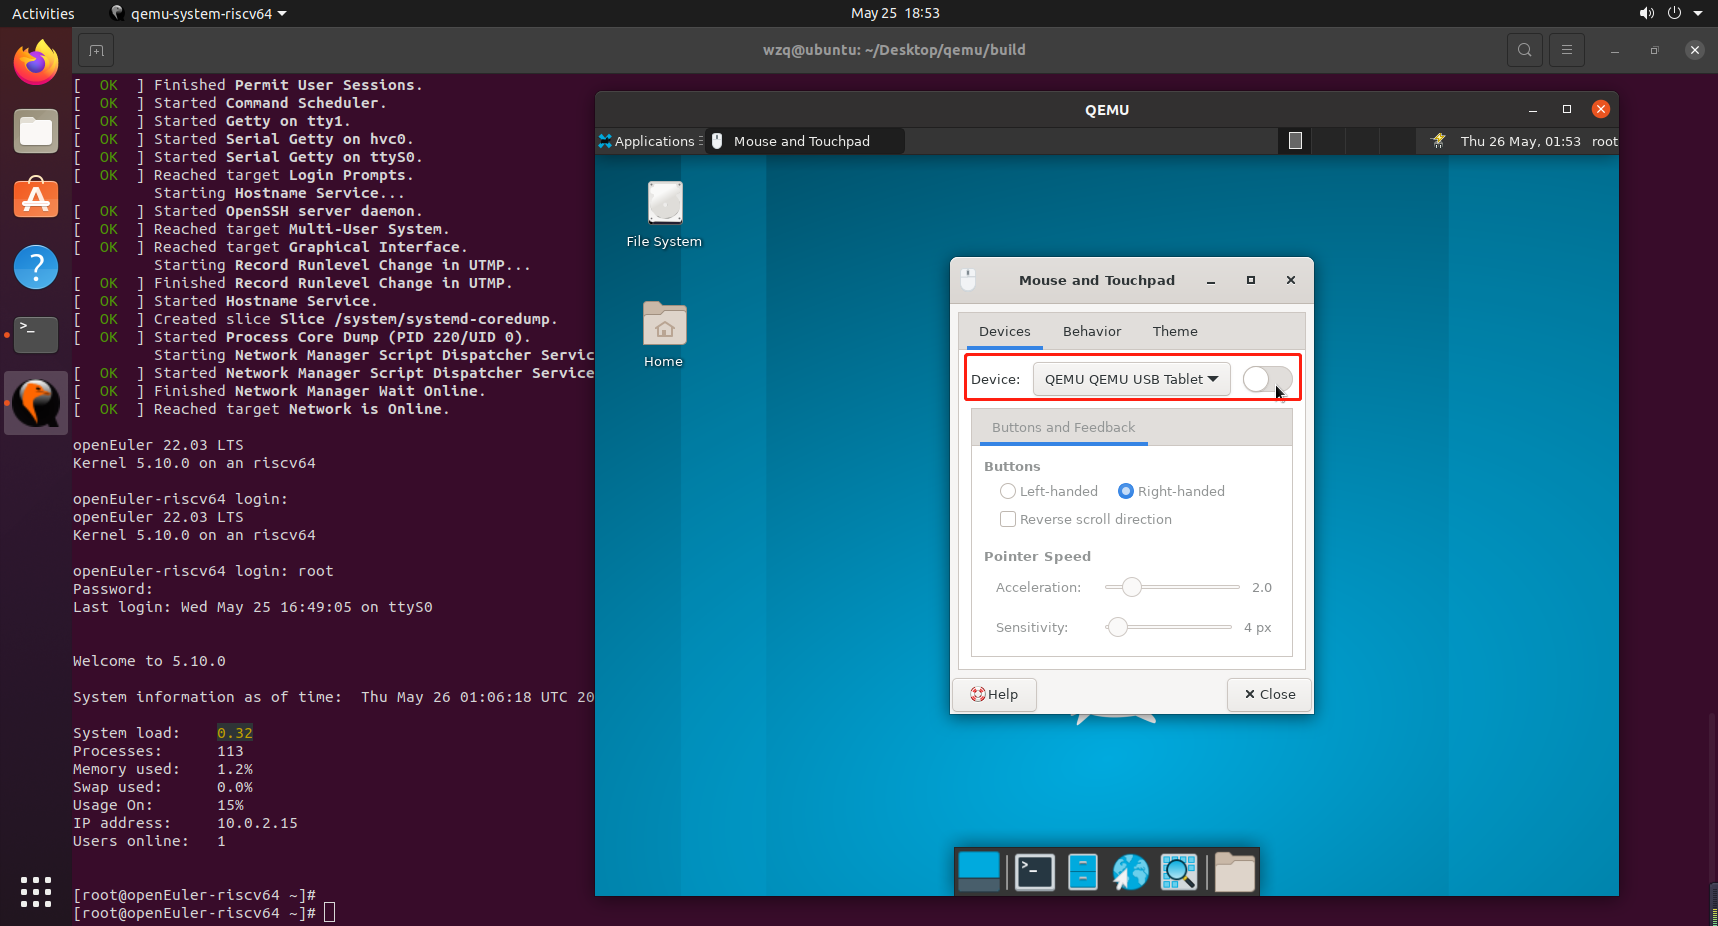 Activities
qemu-system-riscv64
May 25 18:53
wzq@ubuntu: ~/Desktop/qemu/build
[ OK ] Finished Permit User Sessions.
[ OK ] Started Command Scheduler.
[ OK ] Started Getty on tty1.
[ OK ] Started Serial Getty on hvc0.
[ OK ] Started Serial Getty on ttyS0.
[ OK ] Reached target Login Prompts.
Starting Hostname Service...
[ OK ] Started OpenSSH server daemon.
[ OK ] Reached target Multi-User System.
[ OK ] Reached target Graphical Interface.
Starting Record Runlevel Change in UTMP...
[ OK ] Finished Record Runlevel Change in UTMP.
[ OK ] Started Hostname Service.
[ OK ] Created slice Slice /system/systemd-coredump.
[ OK ] Started Process Core Dump (PID 220/UID 0).
Starting Network Manager Script Dispatcher Servic
[ OK ] Started Network Manager Script Dispatcher Service
[ OK ] Finished Network Manager Wait Online.
[ OK ] Reached target Network is Online.
openEuler 22.03 LTS
Kernel 5.10.0 on an riscv64
openEuler-riscv64 login:
openEuler 22.03 LTS
Kernel 5.10.0 on an riscv64
openEuler-riscv64 login: root
Password:
Last login: Wed May 25 16:49:05 on ttyS0
Welcome to 5.10.0
System information as of time: Thu May 26 01:06:18 UTC 20
System load: 0.32
Processes: 113
Memory used: 1.2%
Swap used: 0.0%
Usage On: 15%
IP address: 10.0.2.15
Users online: 1
[root@openEuler-riscv64 ~]#
[root@openEuler-riscv64 ~]#
QEMU
Applications
Mouse and Touchpad
Thu 26 May, 01:53
root
File System
Home
Mouse and Touchpad
Devices Behavior Theme
Device: QEMU QEMU USB Tablet
Buttons and Feedback
Buttons
Left-handed Right-handed
Reverse scroll direction
Pointer Speed
Acceleration: 2.0
Sensitivity: 4 px
Help
Close